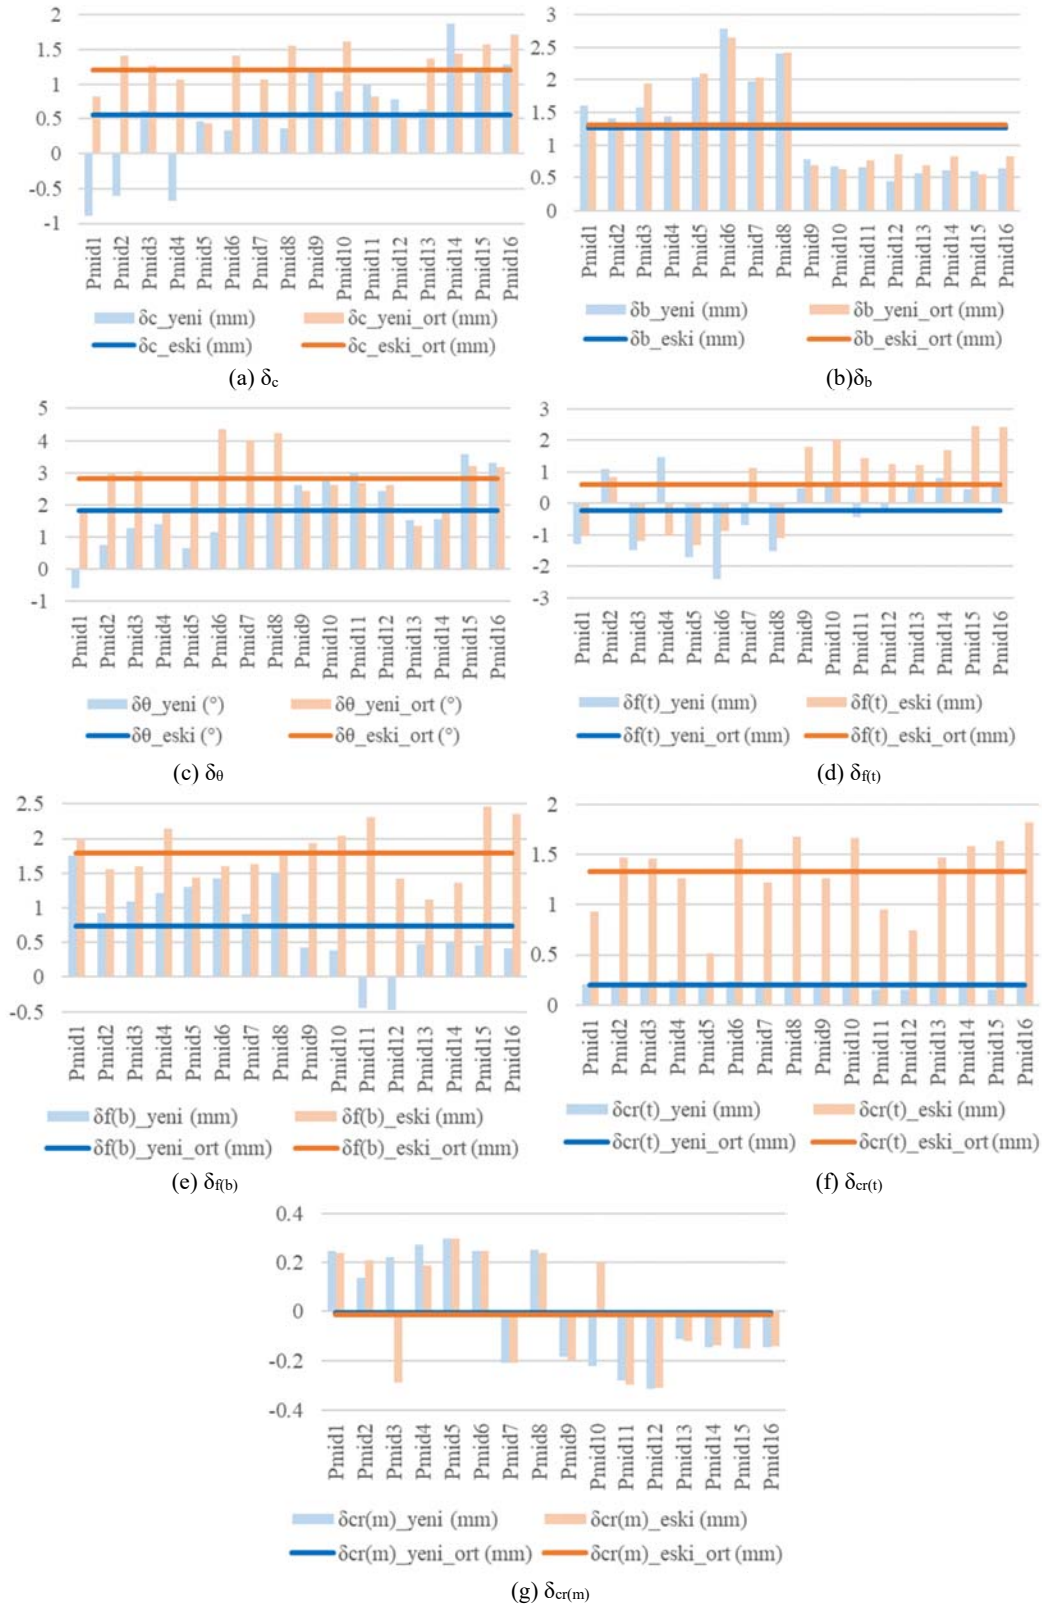 2
1.5
1
0.5
0
-0.5
-1
Pmid1 Pmid2 Pmid3 Pmid4 Pmid5 Pmid6 Pmid7 Pmid8 Pmid9 Pmid10 Pmid11 Pmid12 Pmid13 Pmid14 Pmid15 Pmid16
δc_yeni (mm) δc_yeni_ort (mm)
δc_eski (mm) δc_eski_ort (mm)
(a) δc
3
2.5
2
1.5
1
0.5
0
Pmid1 Pmid2 Pmid3 Pmid4 Pmid5 Pmid6 Pmid7 Pmid8 Pmid9 Pmid10 Pmid11 Pmid12 Pmid13 Pmid14 Pmid15 Pmid16
δb_yeni (mm) δb_yeni_ort (mm)
δb_eski (mm) δb_eski_ort (mm)
(b)δb
5
4
3
2
1
0
-1
Pmid1 Pmid2 Pmid3 Pmid4 Pmid5 Pmid6 Pmid7 Pmid8 Pmid9 Pmid10 Pmid11 Pmid12 Pmid13 Pmid14 Pmid15 Pmid16
δθ_yeni (°) δθ_yeni_ort (°)
δθ_eski (°) δθ_eski_ort (°)
(c) δθ
3
2
1
0
-1
-2
-3
Pmid1 Pmid2 Pmid3 Pmid4 Pmid5 Pmid6 Pmid7 Pmid8 Pmid9 Pmid10 Pmid11 Pmid12 Pmid13 Pmid14 Pmid15 Pmid16
δf(t)_yeni (mm) δf(t)_eski (mm)
δf(t)_yeni_ort (mm) δf(t)_eski_ort (mm)
(d) δf(t)
2.5
2
1.5
1
0.5
0
-0.5
Pmid1 Pmid2 Pmid3 Pmid4 Pmid5 Pmid6 Pmid7 Pmid8 Pmid9 Pmid10 Pmid11 Pmid12 Pmid13 Pmid14 Pmid15 Pmid16
δf(b)_yeni (mm) δf(b)_eski (mm)
δf(b)_yeni_ort (mm) δf(b)_eski_ort (mm)
(e) δf(b)
2
1.5
1
0.5
0
Pmid1 Pmid2 Pmid3 Pmid4 Pmid5 Pmid6 Pmid7 Pmid8 Pmid9 Pmid10 Pmid11 Pmid12 Pmid13 Pmid14 Pmid15 Pmid16
δcr(t)_yeni (mm) δcr(t)_eski (mm)
δcr(t)_yeni_ort (mm) δcr(t)_eski_ort (mm)
(f) δcr(t)
0.4
0.2
0
-0.2
-0.4
Pmid1 Pmid2 Pmid3 Pmid4 Pmid5 Pmid6 Pmid7 Pmid8 Pmid9 Pmid10 Pmid11 Pmid12 Pmid13 Pmid14 Pmid15 Pmid16
δcr(m)_yeni (mm) δcr(m)_eski (mm)
δcr(m)_yeni_ort (mm) δcr(m)_eski_ort (mm)
(g) δcr(m)